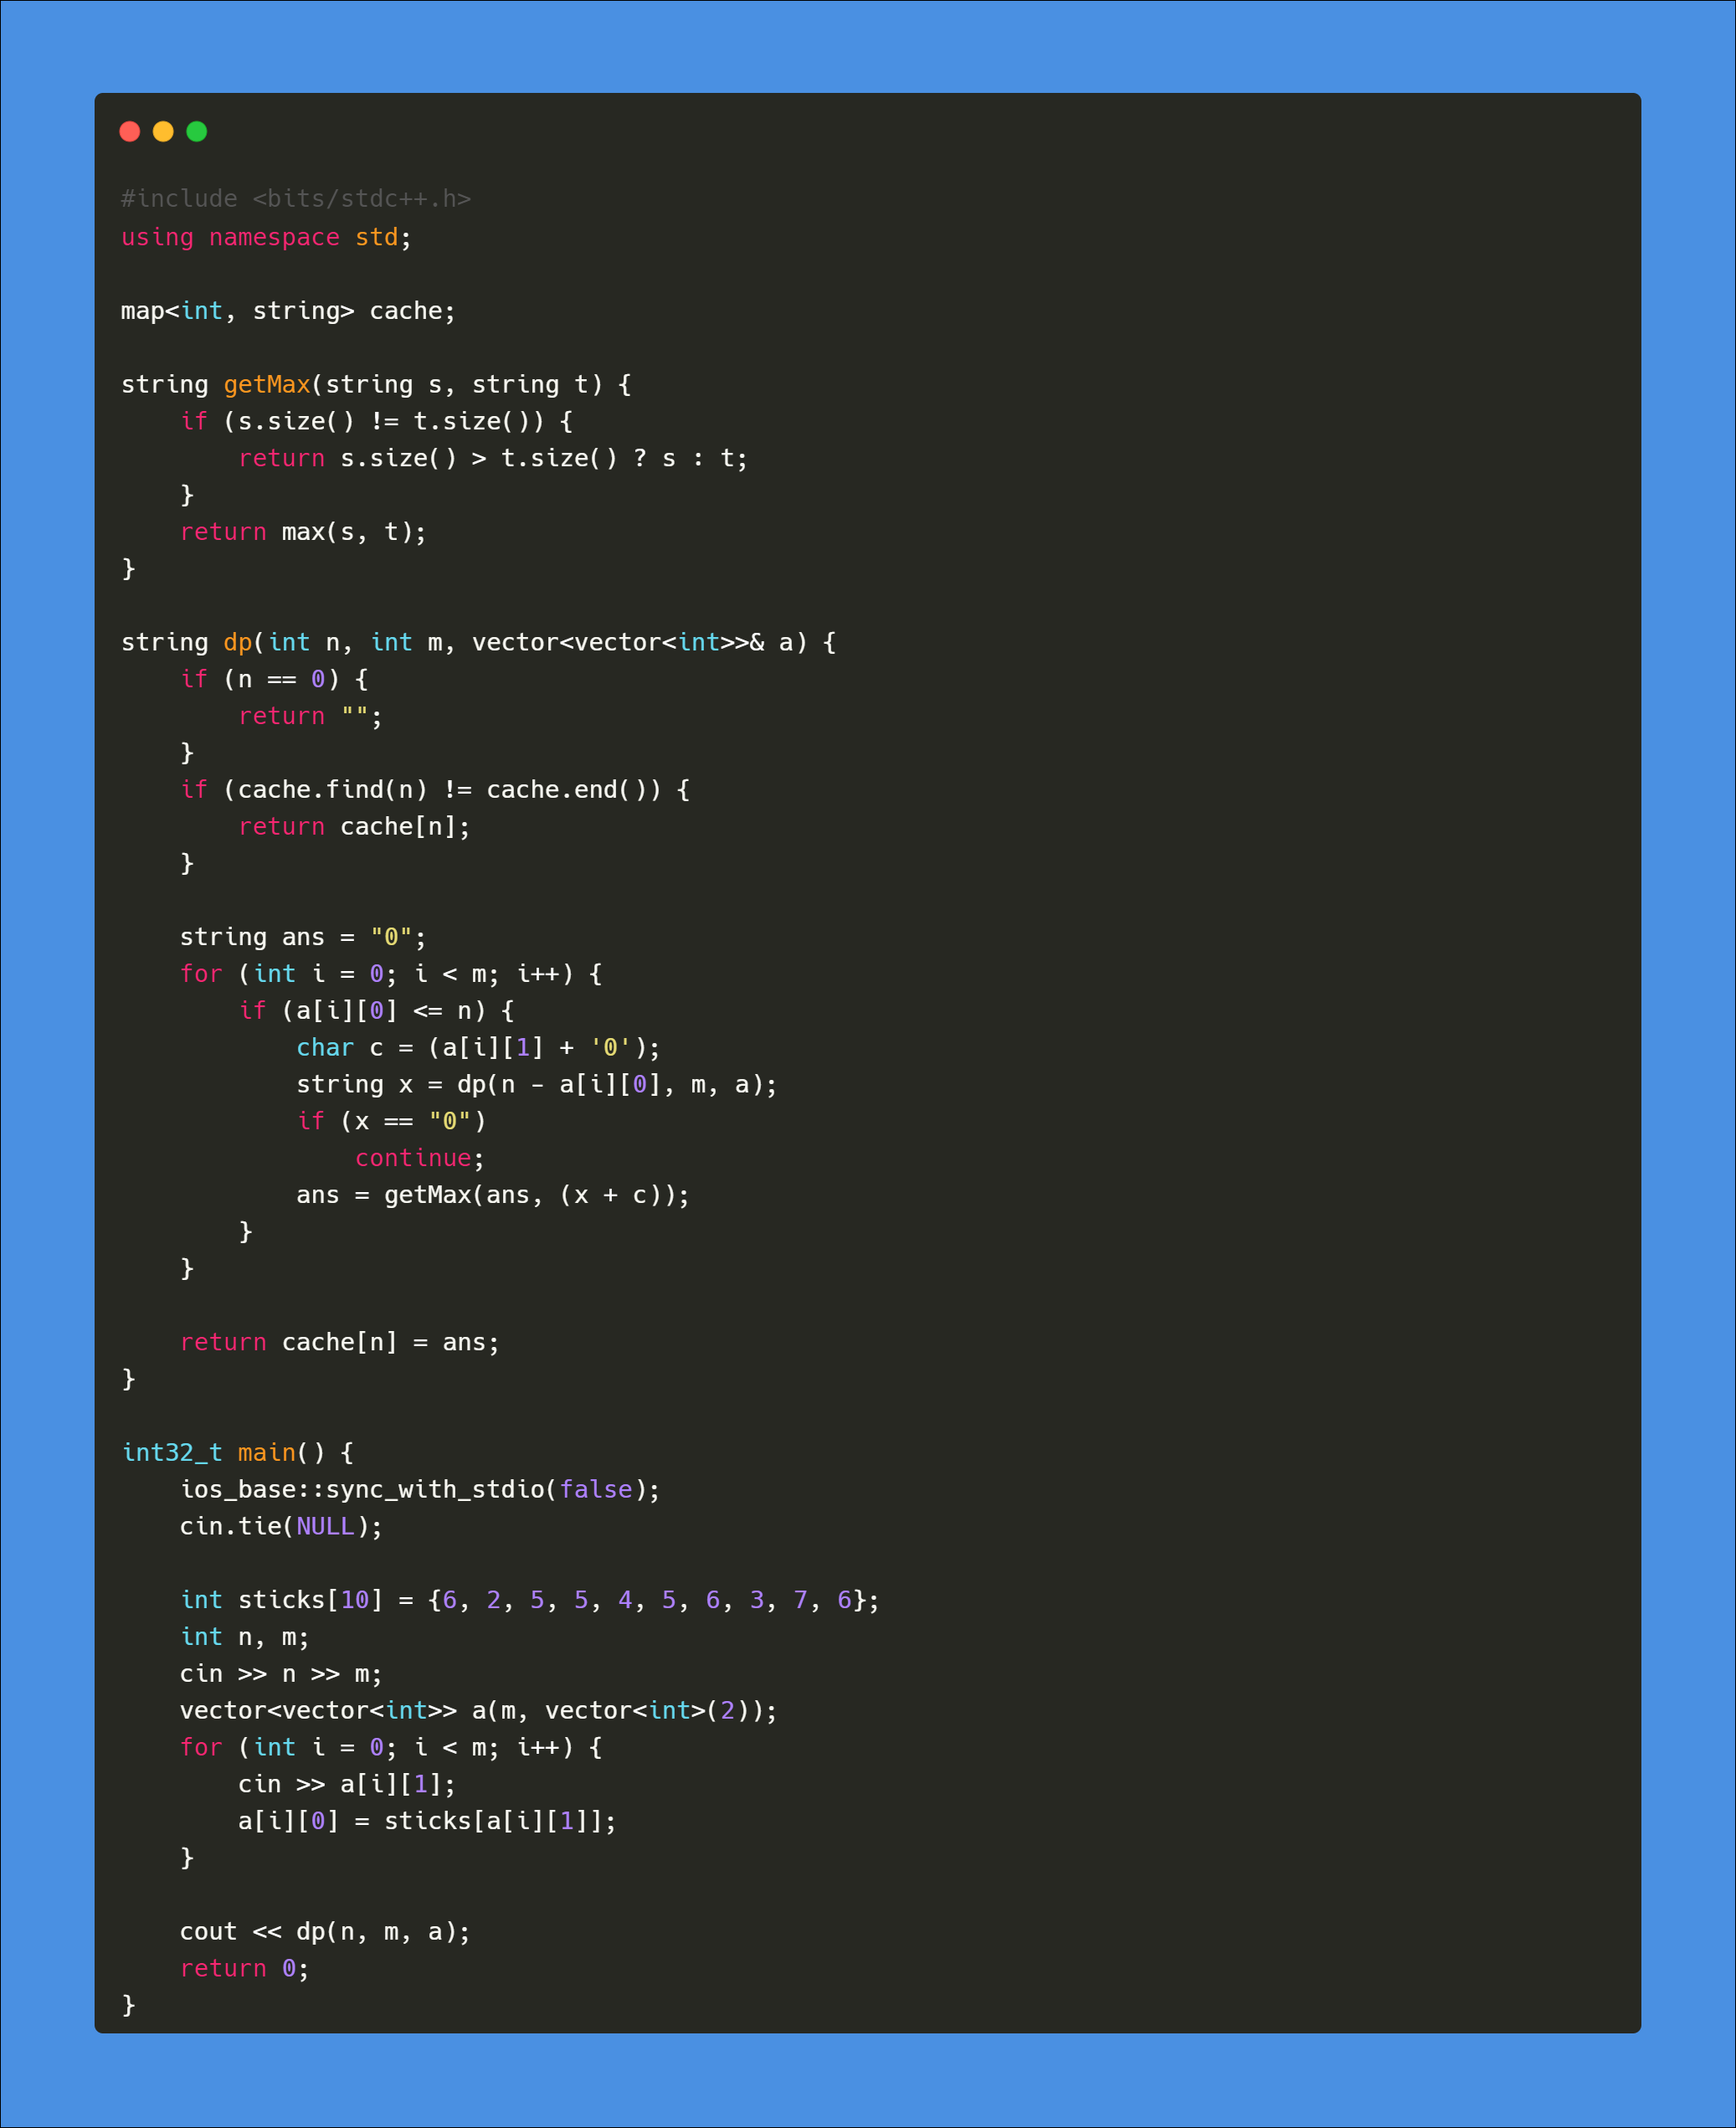 #include <bits/stdc++.h>
using namespace std;

map<int, string> cache;

string getMax(string s, string t) {
    if (s.size() != t.size()) {
        return s.size() > t.size() ? s : t;
    }
    return max(s, t);
}

string dp(int n, int m, vector<vector<int>>& a) {
    if (n == 0) {
        return "";
    }
    if (cache.find(n) != cache.end()) {
        return cache[n];
    }

    string ans = "0";
    for (int i = 0; i < m; i++) {
        if (a[i][0] <= n) {
            char c = (a[i][1] + '0');
            string x = dp(n - a[i][0], m, a);
            if (x == "0")
                continue;
            ans = getMax(ans, (x + c));
        }
    }

    return cache[n] = ans;
}

int32_t main() {
    ios_base::sync_with_stdio(false);
    cin.tie(NULL);

    int sticks[10] = {6, 2, 5, 5, 4, 5, 6, 3, 7, 6};
    int n, m;
    cin >> n >> m;
    vector<vector<int>> a(m, vector<int>(2));
    for (int i = 0; i < m; i++) {
        cin >> a[i][1];
        a[i][0] = sticks[a[i][1]];
    }

    cout << dp(n, m, a);
    return 0;
}